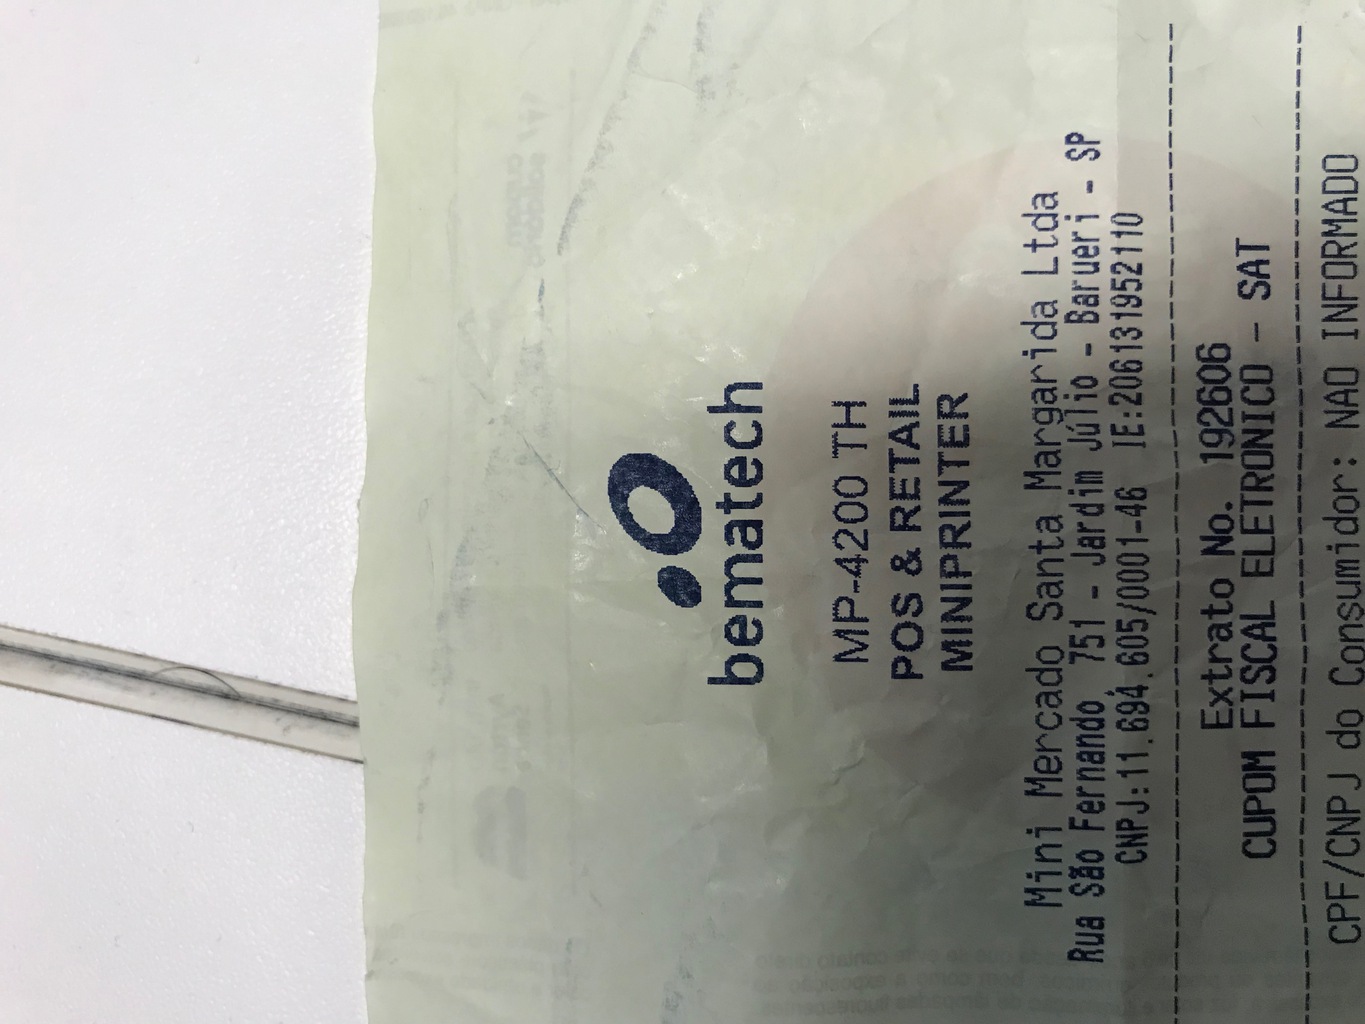 bematech
MP-4200 TH
POS & RETAIL
MINIPRINTER
Mini Mercado Santa Margarida Ltda
Rua São Fernando, 751 - Jardim Júlio - Barueri - SP
CNPJ:11.694.605/0001-46 IE:206131952110
Extrato No. 192606
CUPOM FISCAL ELETRONICO - SAT
CPF/CNPJ do Consumidor: NAO INFORMADO